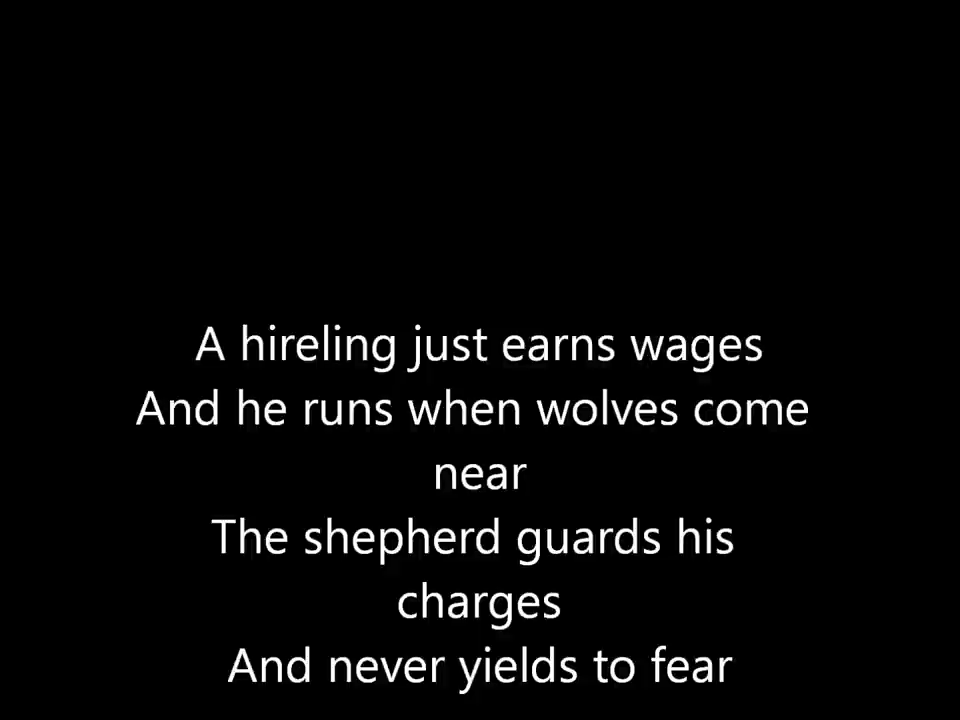 A hireling just earns wages
And he runs when wolves come
near
The shepherd guards his
charges
And never yields to fear